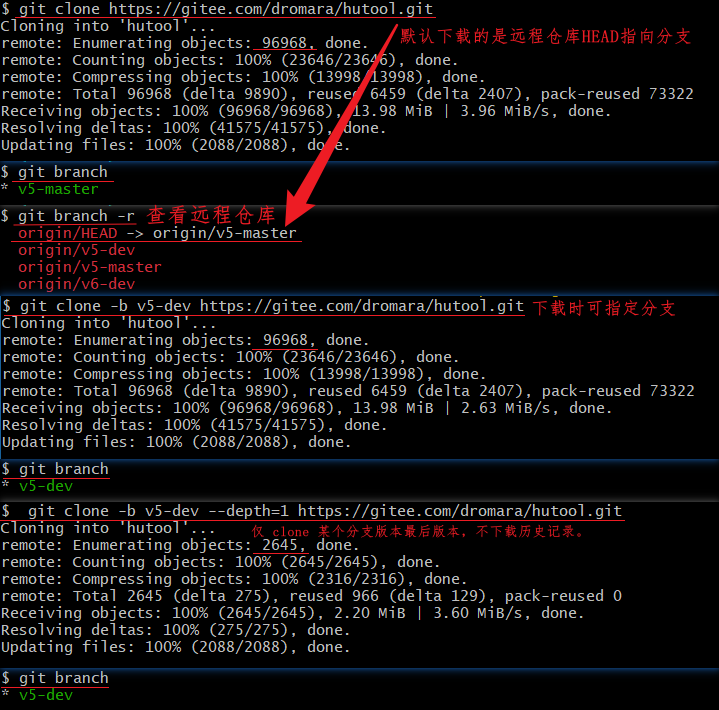 $ git clone https://gitee.com/dromara/hutool.git
Cloning into 'hutool'...
remote: Enumerating objects: 96968, done.
默认下载的是远程仓库HEAD指向分支
remote: Counting objects: 100% (23646/23646), done.
remote: Compressing objects: 100% (13998/13998), done.
remote: Total 96968 (delta 9890), reused 6459 (delta 2407), pack-reused 73322
Receiving objects: 100% (96968/96968), 13.98 MiB | 3.96 MiB/s, done.
Resolving deltas: 100% (41575/41575), done.
Updating files: 100% (2088/2088), done.
$ git branch
* v5-master
$ git branch -r 查看远程仓库
origin/HEAD -> origin/v5-master
origin/v5-dev
origin/v5-master
origin/v6-dev
$ git clone -b v5-dev https://gitee.com/dromara/hutool.git 下载时可指定分支
Cloning into 'hutool'...
remote: Enumerating objects: 96968, done.
remote: Counting objects: 100% (23646/23646), done.
remote: Compressing objects: 100% (13998/13998), done.
remote: Total 96968 (delta 9890), reused 6459 (delta 2407), pack-reused 73322
Receiving objects: 100% (96968/96968), 13.98 MiB | 2.63 MiB/s, done.
Resolving deltas: 100% (41575/41575), done.
Updating files: 100% (2088/2088), done.
$ git branch
* v5-dev
$ git clone -b v5-dev --depth=1 https://gitee.com/dromara/hutool.git
Cloning into 'hutool'... 仅 clone 某个分支版本最后版本，不下载历史记录。
remote: Enumerating objects: 2645, done.
remote: Counting objects: 100% (2645/2645), done.
remote: Compressing objects: 100% (2316/2316), done.
remote: Total 2645 (delta 275), reused 966 (delta 129), pack-reused 0
Receiving objects: 100% (2645/2645), 2.20 MiB | 3.60 MiB/s, done.
Resolving deltas: 100% (275/275), done.
Updating files: 100% (2088/2088), done.
$ git branch
* v5-dev